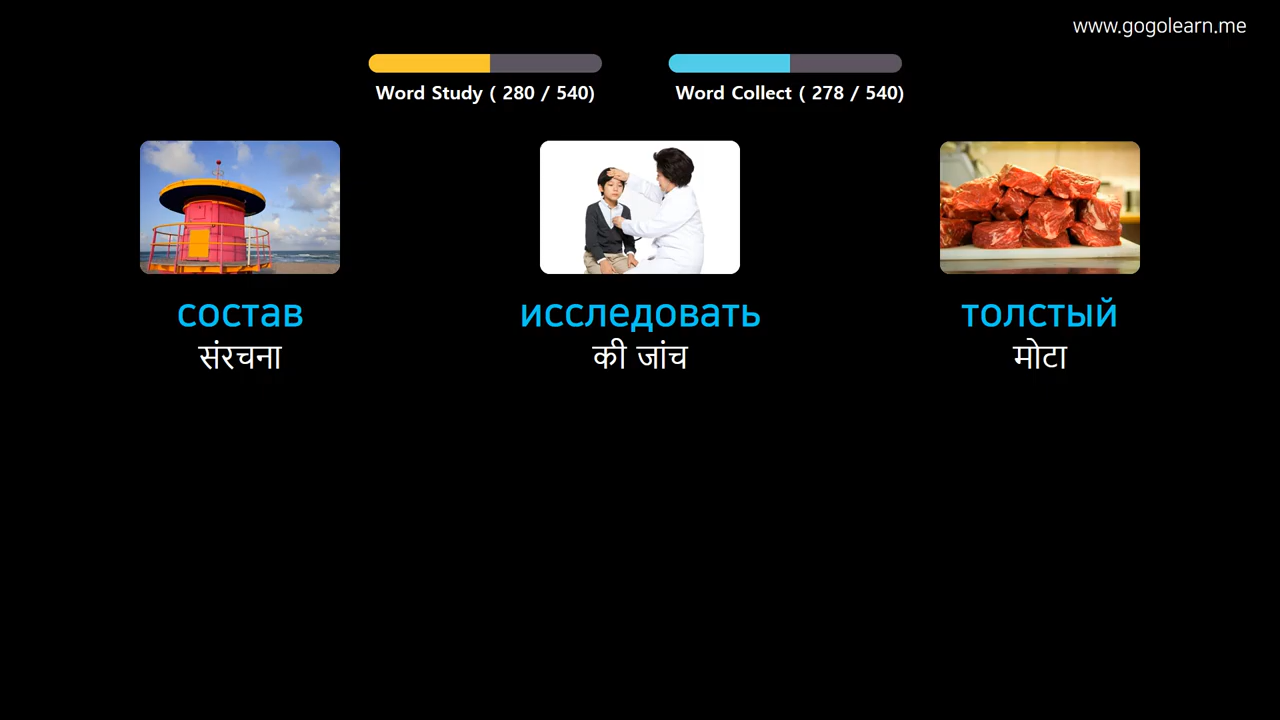 www.gogolearn.me
Word Study ( 280 / 540)
Word Collect ( 278 / 540)
состав
исследовать
толстый
संरचना
की जांच
मोटा